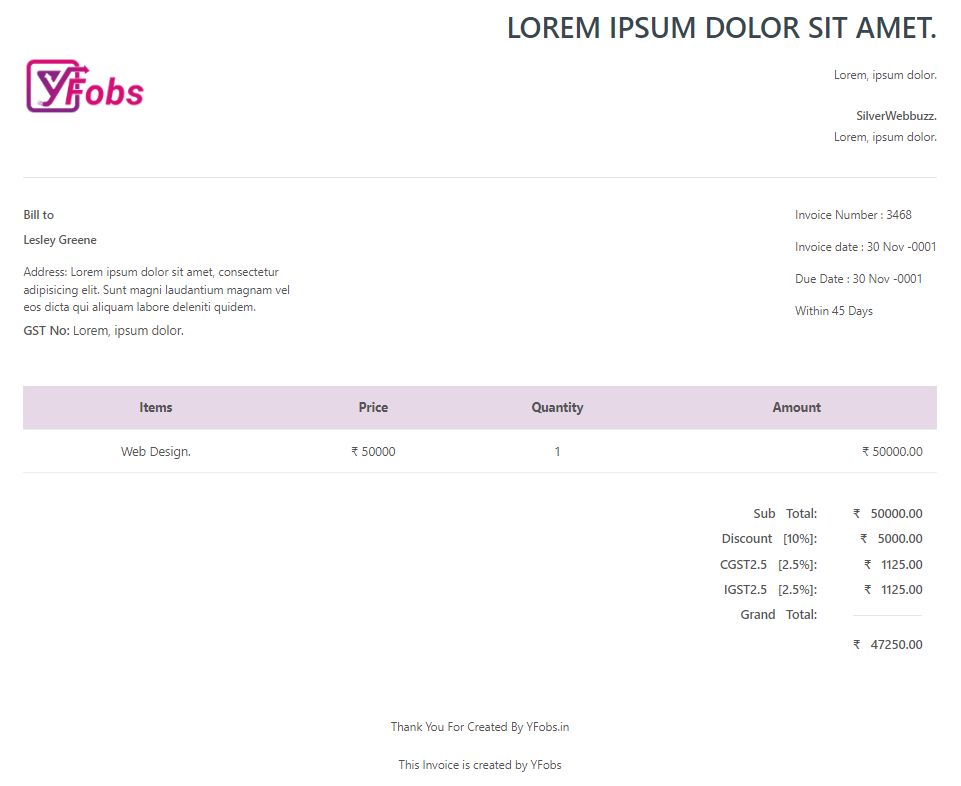 LOREM IPSUM DOLOR SIT AMET.
YFobs
Lorem, ipsum dolor.
SilverWebbuzz.
Lorem, ipsum dolor.
Bill to
Lesley Greene
Address: Lorem ipsum dolor sit amet, consectetur
adipisicing elit. Sunt magni laudantium magnam vel
eos dicta qui aliquam labore deleniti quidem.
GST No: Lorem, ipsum dolor.
Invoice Number : 3468
Invoice date : 30 Nov -0001
Due Date : 30 Nov -0001
Within 45 Days
Items Price Quantity Amount
Web Design. ₹ 50000 1 ₹ 50000.00
Sub Total: ₹ 50000.00
Discount [10%]: ₹ 5000.00
CGST2.5 [2.5%]: ₹ 1125.00
IGST2.5 [2.5%]: ₹ 1125.00
Grand Total:
₹ 47250.00
Thank You For Created By YFobs.in
This Invoice is created by YFobs